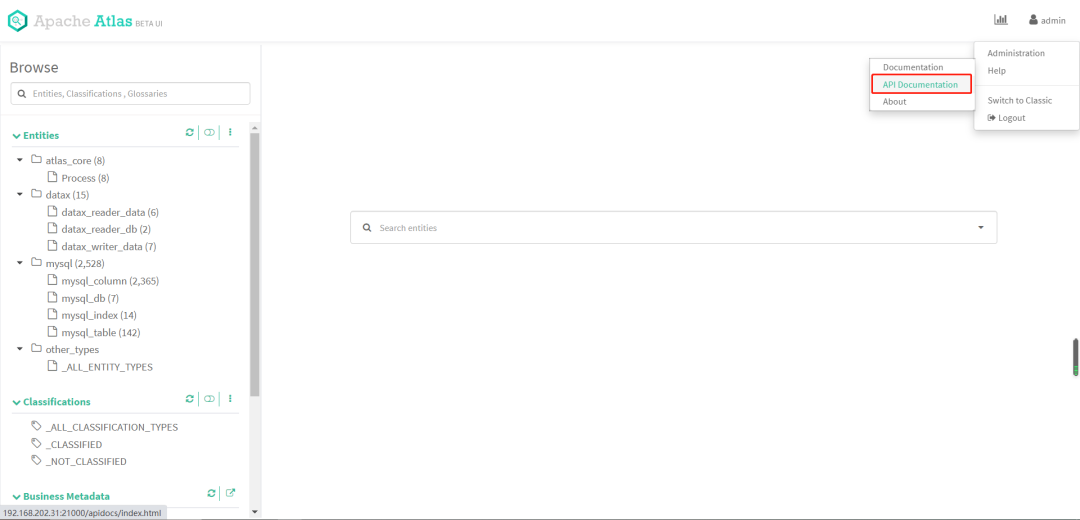 Apache Atlas BETA UI
admin
Administration
Help
Switch to Classic
Logout
Documentation
API Documentation
About
Browse
Entities, Classifications , Glossaries
Entities
atlas_core (8)
Process (8)
datax (15)
datax_reader_data (6)
datax_reader_db (2)
datax_writer_data (7)
mysql (2,528)
mysql_column (2,365)
mysql_db (7)
mysql_index (14)
mysql_table (142)
other_types
_ALL_ENTITY_TYPES
Classifications
_ALL_CLASSIFICATION_TYPES
_CLASSIFIED
_NOT_CLASSIFIED
Business Metadata
192.168.202.31:21000/apidocs/index.html
Search entities